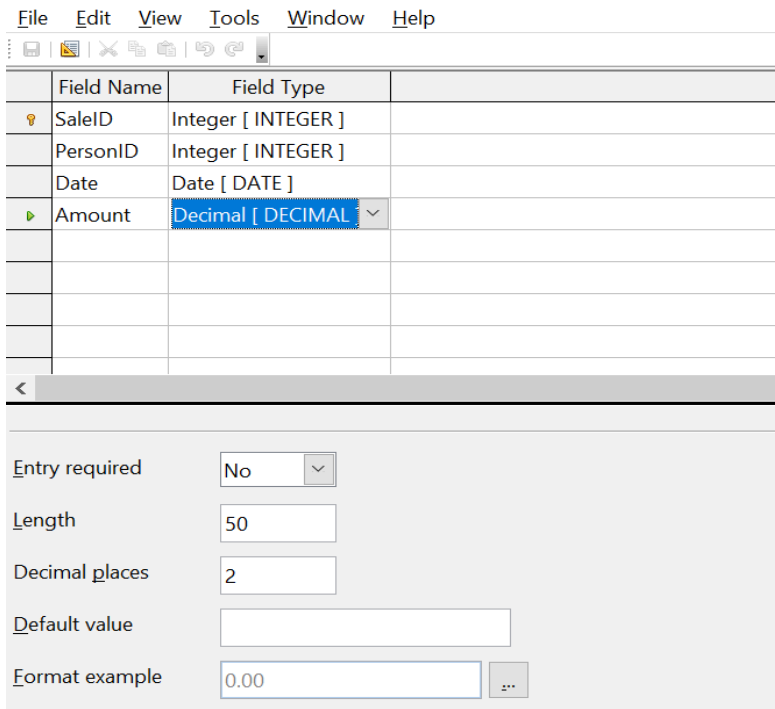 File Edit View Tools Window Help
Field Name Field Type
SaleID Integer [ INTEGER ]
PersonID Integer [ INTEGER ]
Date Date [ DATE ]
Amount Decimal [ DECIMAL ]
Entry required No
Length 50
Decimal places 2
Default value
Format example 0.00 ...